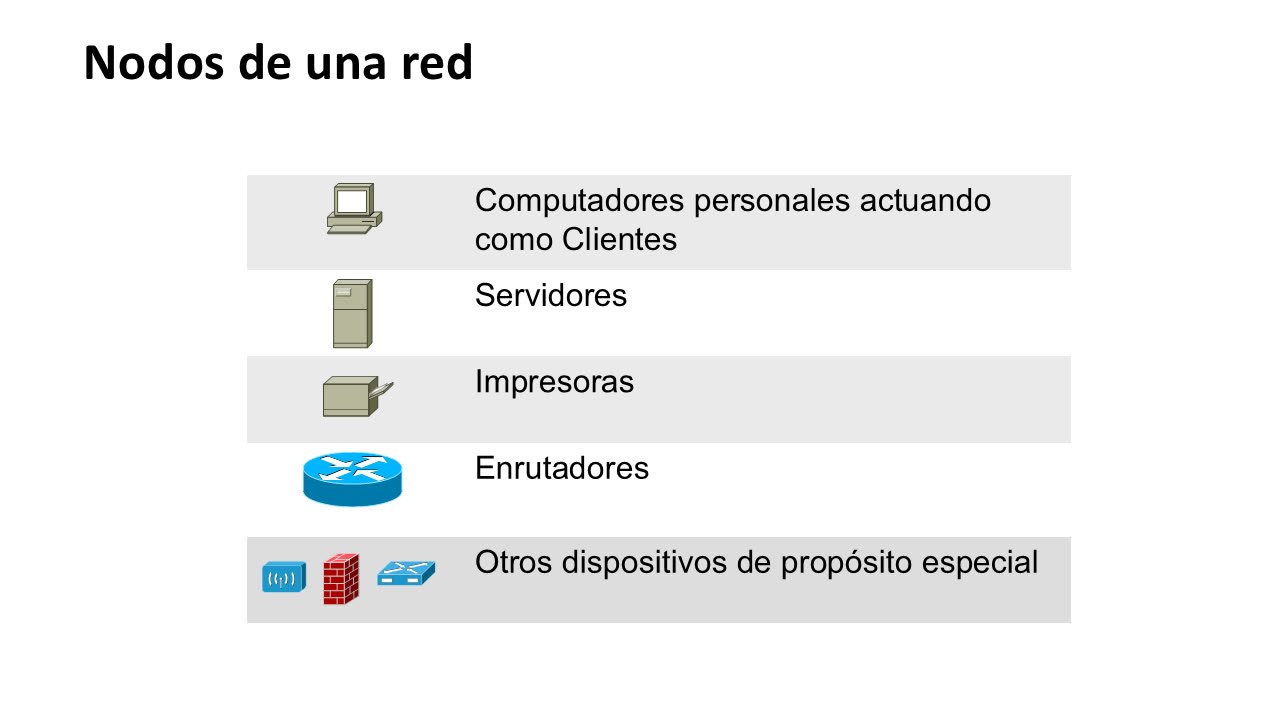 Nodos de una red
Computadores personales actuando
como Clientes
Servidores
Impresoras
Enrutadores
Otros dispositivos de propósito especial